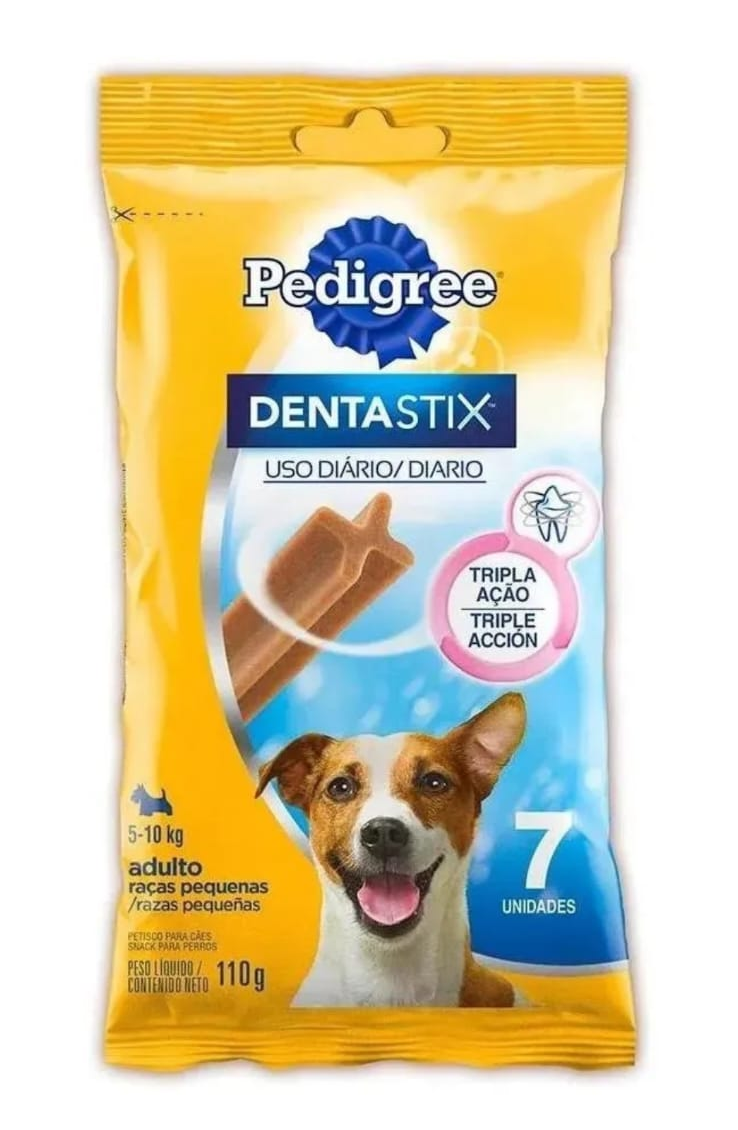 Pedigree
DENTASTIX™
USO DIÁRIO/ DIARIO
TRIPLA
AÇÃO
TRIPLE
ACCIÓN
5-10 kg
adulto
raças pequenas
/razas pequeñas
PETISCO PARA CÃES
SNACK PARA PERROS
PESO LÍQUIDO /
CONTENIDO NETO 110g
7
UNIDADES